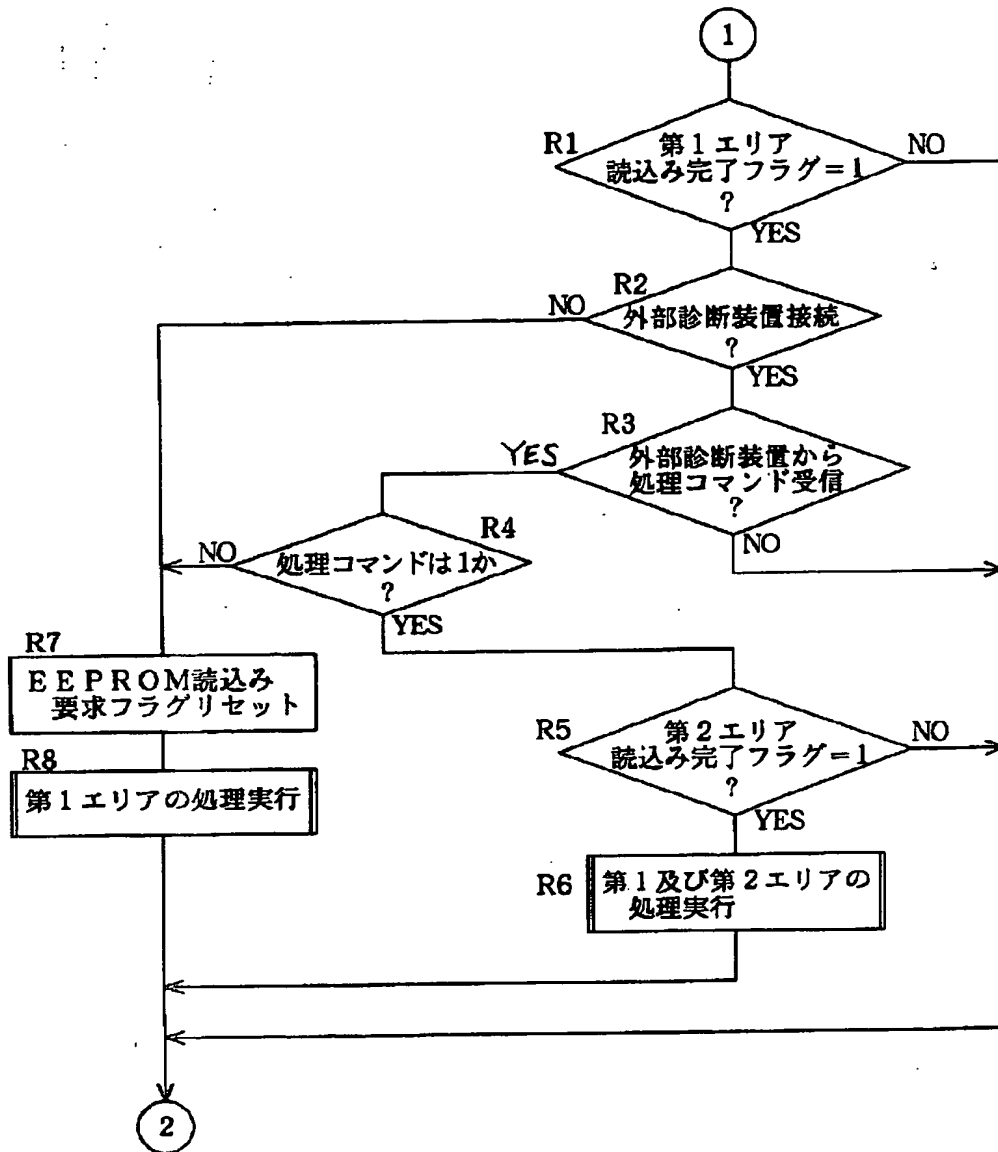 1
R1
第1エリア
読込み完了フラグ=1
?
NO
YES
R2
NO
外部診断装置接続
?
YES
R3
YES
外部診断装置から
処理コマンド受信
?
NO
R4
NO
処理コマンドは1か
?
YES
R7
EEPROM読込み
要求フラグリセット
R5
第2エリア
読込み完了フラグ=1
?
NO
YES
R8
第1エリアの処理実行
R6
第1及び第2エリアの
処理実行
2